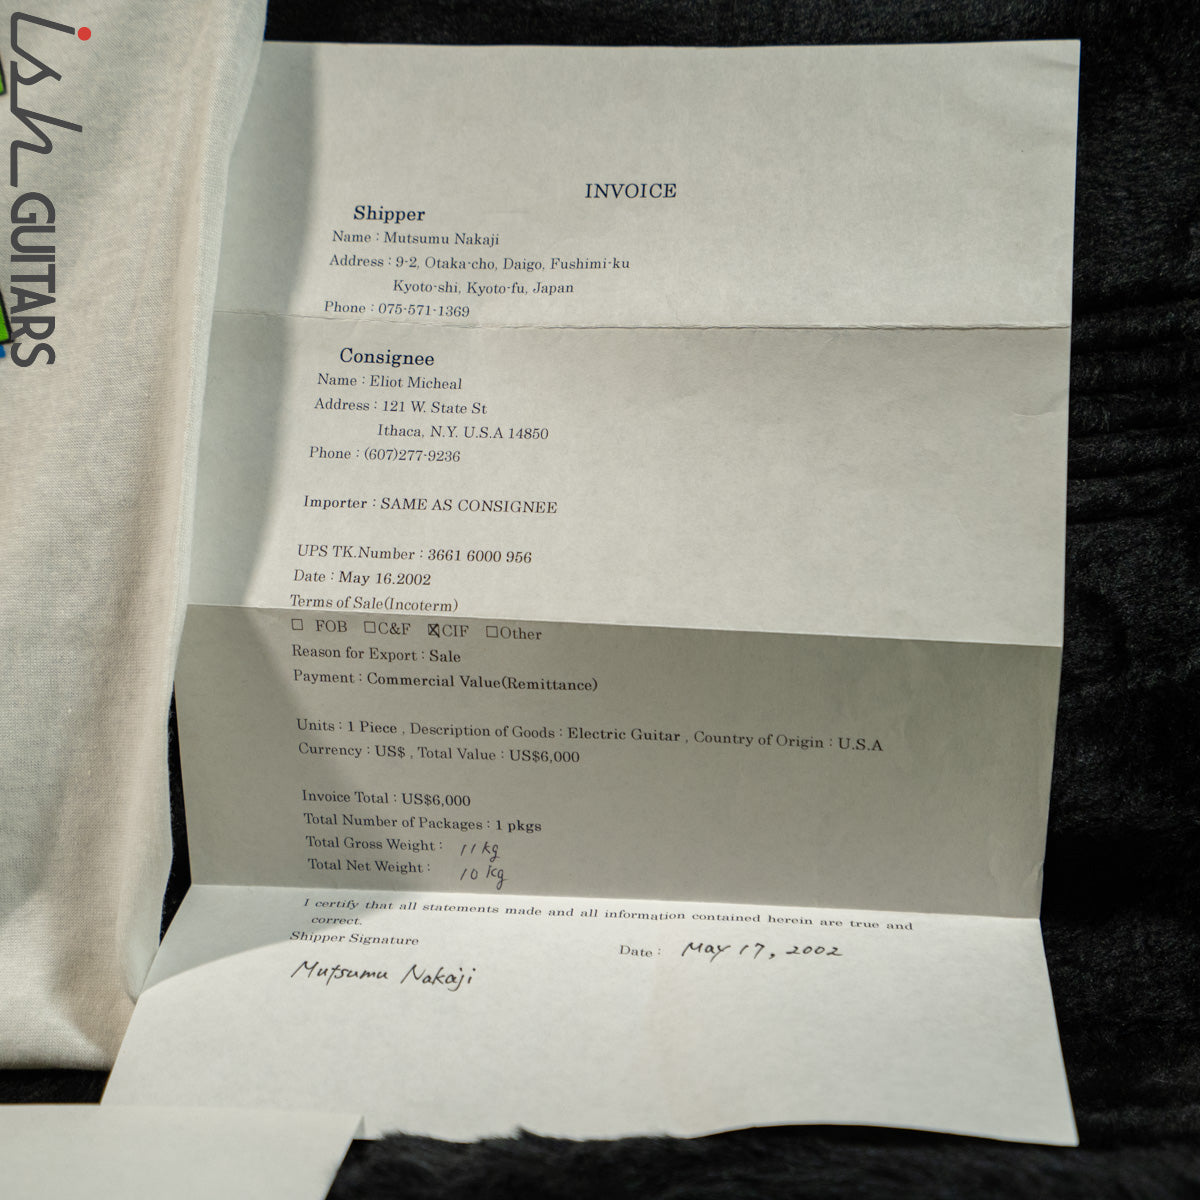 ish GUITARS
INVOICE
Shipper
Name : Mutsumu Nakaji
Address : 9-2, Otaka-cho, Daigo, Fushimi-ku
Kyoto-shi, Kyoto-fu, Japan
Phone : 075-571-1369
Consignee
Name : Eliot Micheal
Address : 121 W. State St
Ithaca, N.Y. U.S.A 14850
Phone : (607)277-9236
Importer : SAME AS CONSIGNEE
UPS TK.Number : 3661 6000 956
Date : May 16.2002
Terms of Sale(Incoterm)
☐ FOB ☐C&F ☒CIF ☐Other
Reason for Export : Sale
Payment : Commercial Value(Remittance)
Units : 1 Piece , Description of Goods : Electric Guitar , Country of Origin : U.S.A
Currency : US$ , Total Value : US$6,000
Invoice Total : US$6,000
Total Number of Packages : 1 pkgs
Total Gross Weight : 11 kg
Total Net Weight : 10 kg
I certify that all statements made and all information contained herein are true and
correct.
Shipper Signature
Date : May 17, 2002
Mutsumu Nakaji